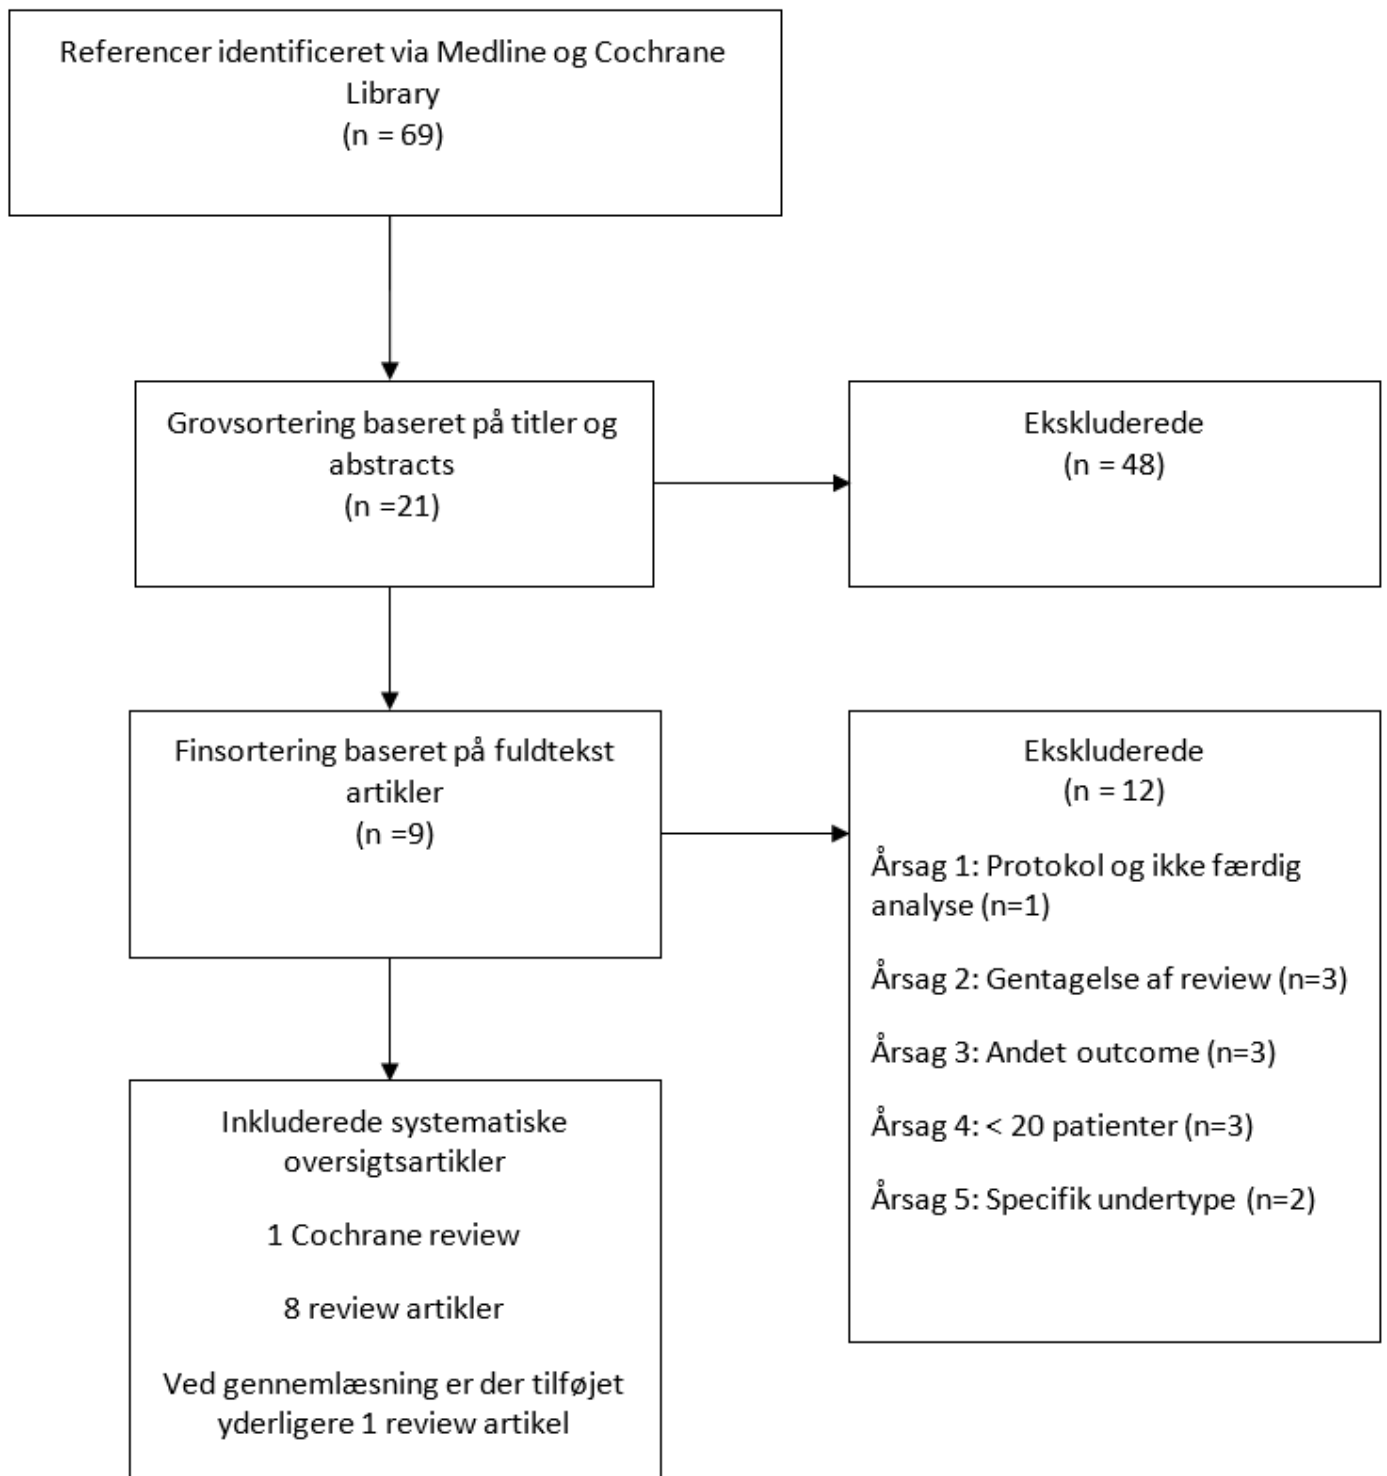 Referencer identificeret via Medline og Cochrane
Library
(n = 69)
Grovsortering baseret på titler og
abstracts
(n =21)
Ekskluderede
(n = 48)
Finsortering baseret på fuldtekst
artikler
(n =9)
Ekskluderede
(n = 12)
Årsag 1: Protokol og ikke færdig
analyse (n=1)
Årsag 2: Gentagelse af review (n=3)
Årsag 3: Andet outcome (n=3)
Årsag 4: < 20 patienter (n=3)
Årsag 5: Specifik undertype (n=2)
Inkluderede systematiske
oversigtsartikler
1 Cochrane review
8 review artikler
Ved gennemlæsning er der tilføjet
yderligere 1 review artikel